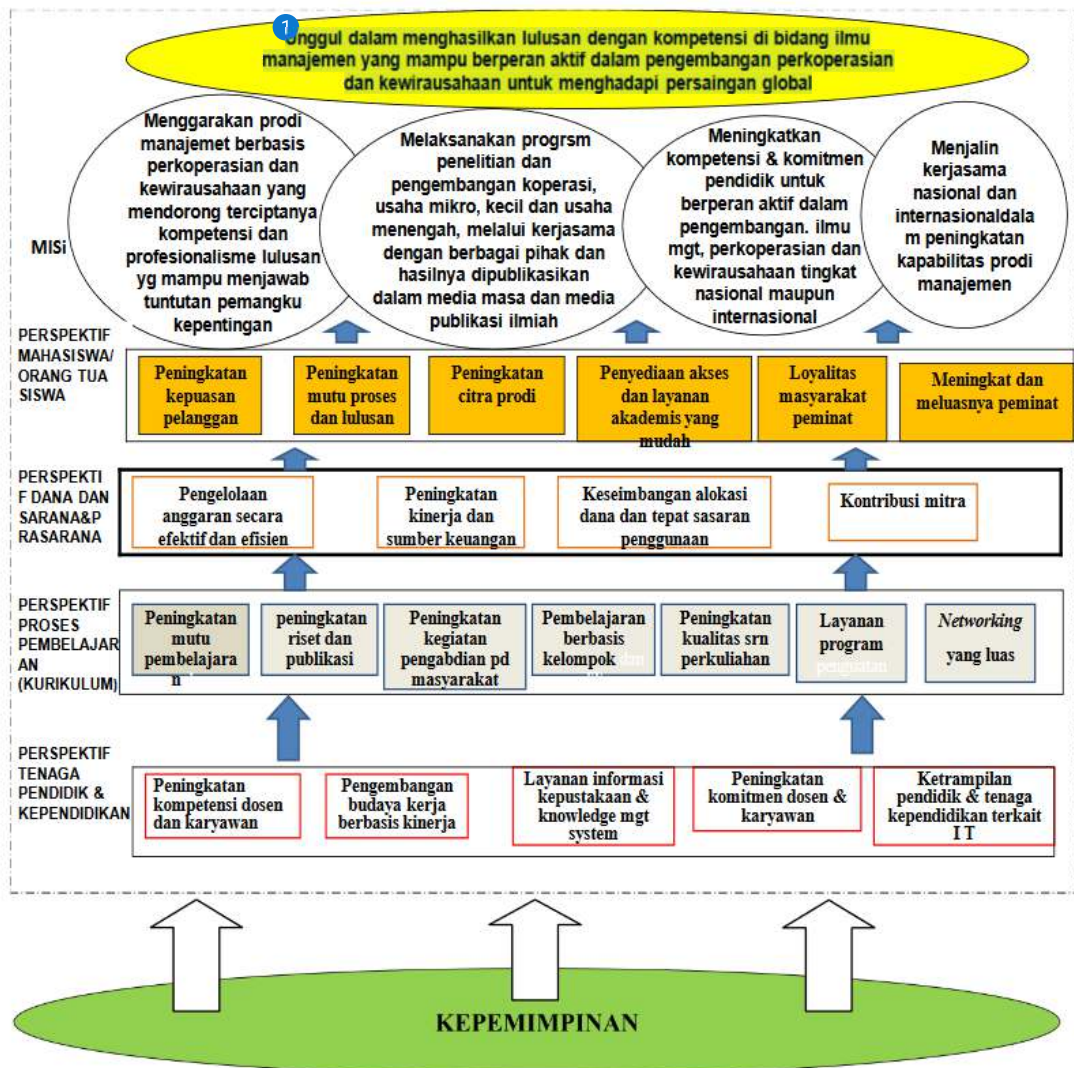 1
Unggul dalam menghasilkan lulusan dengan kompetensi di bidang ilmu
manajemen yang mampu berperan aktif dalam pengembangan perkoperasian
dan kewirausahaan untuk menghadapi persaingan global
MISi
Menggarakan prodi
manajemet berbasis
perkoperasian dan
kewirausahaan yang
mendorong terciptanya
kompetensi dan
profesionalisme lulusan
yg mampu menjawab
tuntutan pemangku
kepentingan
Melaksanakan progrsm
penelitian dan
pengembangan koperasi,
usaha mikro, kecil dan usaha
menengah, melalui kerjasama
dengan berbagai pihak dan
hasilnya dipublikasikan
dalam media masa dan media
publikasi ilmiah
Meningkatkan
kompetensi & komitmen
pendidik untuk
berperan aktif dalam
pengembangan. ilmu
mgt, perkoperasian dan
kewirausahaan tingkat
nasional maupun
internasional
Menjalin
kerjasama
nasional dan
internasionaldala
m peningkatan
kapabilitas prodi
manajemen
PERSPEKTIF
MAHASISWA/
ORANG TUA
SISWA
Peningkatan
kepuasan
pelanggan
Peningkatan
mutu proses
dan lulusan
Peningkatan
citra prodi
Penyediaan akses
dan layanan
akademis yang
mudah
Loyalitas
masyarakat
peminat
Meningkat dan
meluasnya peminat
PERSPEKTI
F DANA DAN
SARANA&P
RASARANA
Pengelolaan
anggaran secara
efektif dan efisien
Peningkatan
kinerja dan
sumber keuangan
Keseimbangan alokasi
dana dan tepat sasaran
penggunaan
Kontribusi mitra
PERSPEKTIF
PROSES
PEMBELAJAR
AN
(KURIKULUM)
Peningkatan
mutu
pembelajara
n
peningkatan
riset dan
publikasi
Peningkatan
kegiatan
pengabdian pd
masyarakat
Pembelajaran
berbasis
kelompok dan
Peningkatan
kualitas srn
perkuliahan
Layanan
program
penguatan
Networking
yang luas
PERSPEKTIF
TENAGA
PENDIDIK &
KEPENDIDIKAN
Peningkatan
kompetensi dosen
dan karyawan
Pengembangan
budaya kerja
berbasis kinerja
Layanan informasi
kepustakaan &
knowledge mgt
system
Peningkatan
komitmen dosen &
karyawan
Ketrampilan
pendidik & tenaga
kependidikan terkait
I T
KEPEMIMPINAN